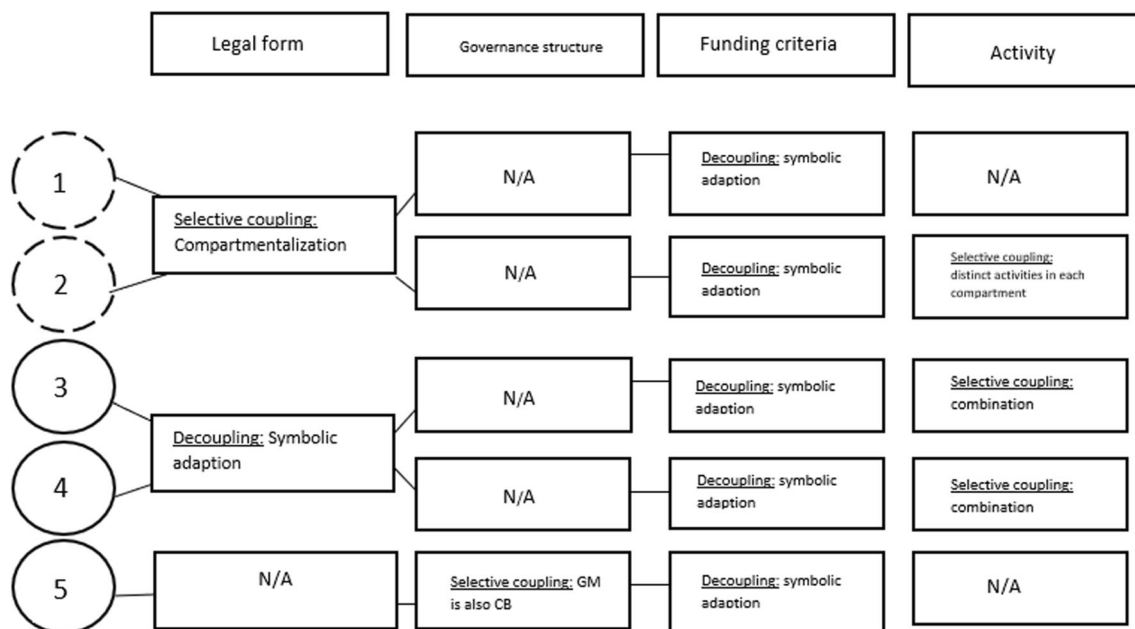 Legal form
Governance structure
Funding criteria
Activity
1
2
Selective coupling:
Compartmentalization
N/A
Decoupling: symbolic
adaption
N/A
N/A
Decoupling: symbolic
adaption
Selective coupling:
distinct activities in each
compartment
3
4
Decoupling: Symbolic
adaption
N/A
Decoupling: symbolic
adaption
Selective coupling:
combination
N/A
Decoupling: symbolic
adaption
Selective coupling:
combination
5
N/A
Selective coupling: GM
is also CB
Decoupling: symbolic
adaption
N/A